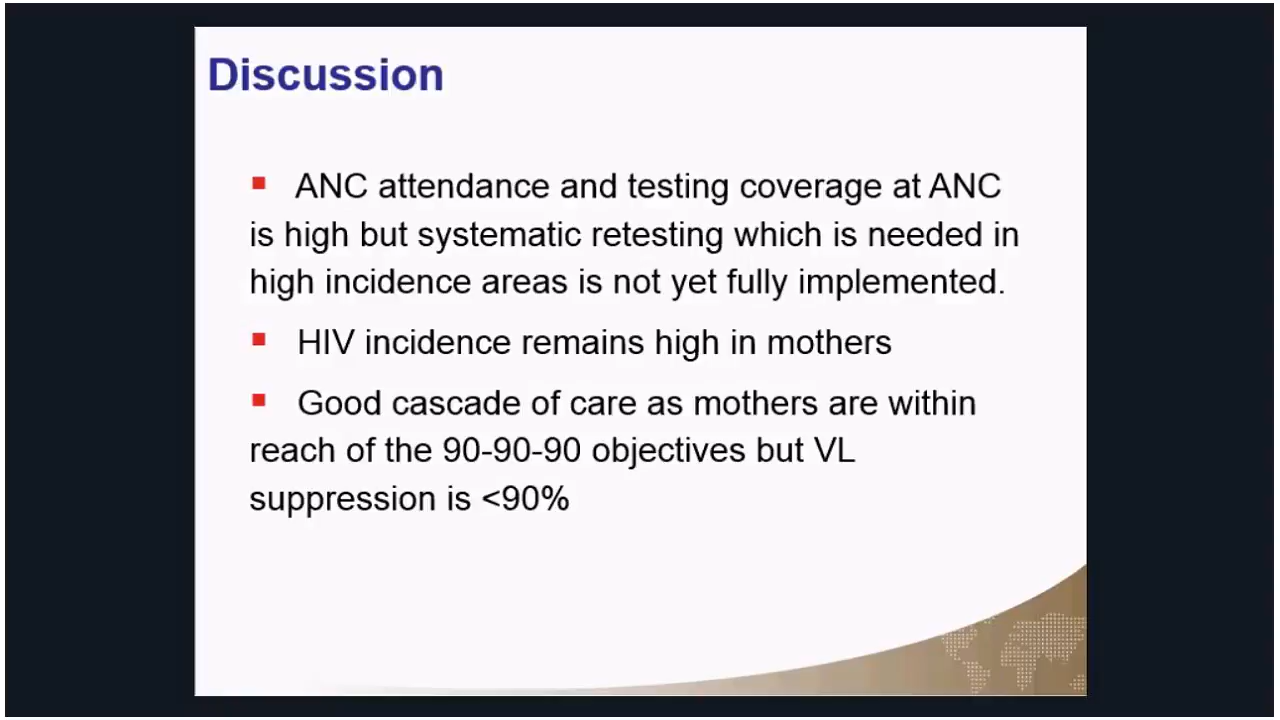 Discussion
▪ ANC attendance and testing coverage at ANC
is high but systematic retesting which is needed in
high incidence areas is not yet fully implemented.
▪ HIV incidence remains high in mothers
▪ Good cascade of care as mothers are within
reach of the 90-90-90 objectives but VL
suppression is <90%